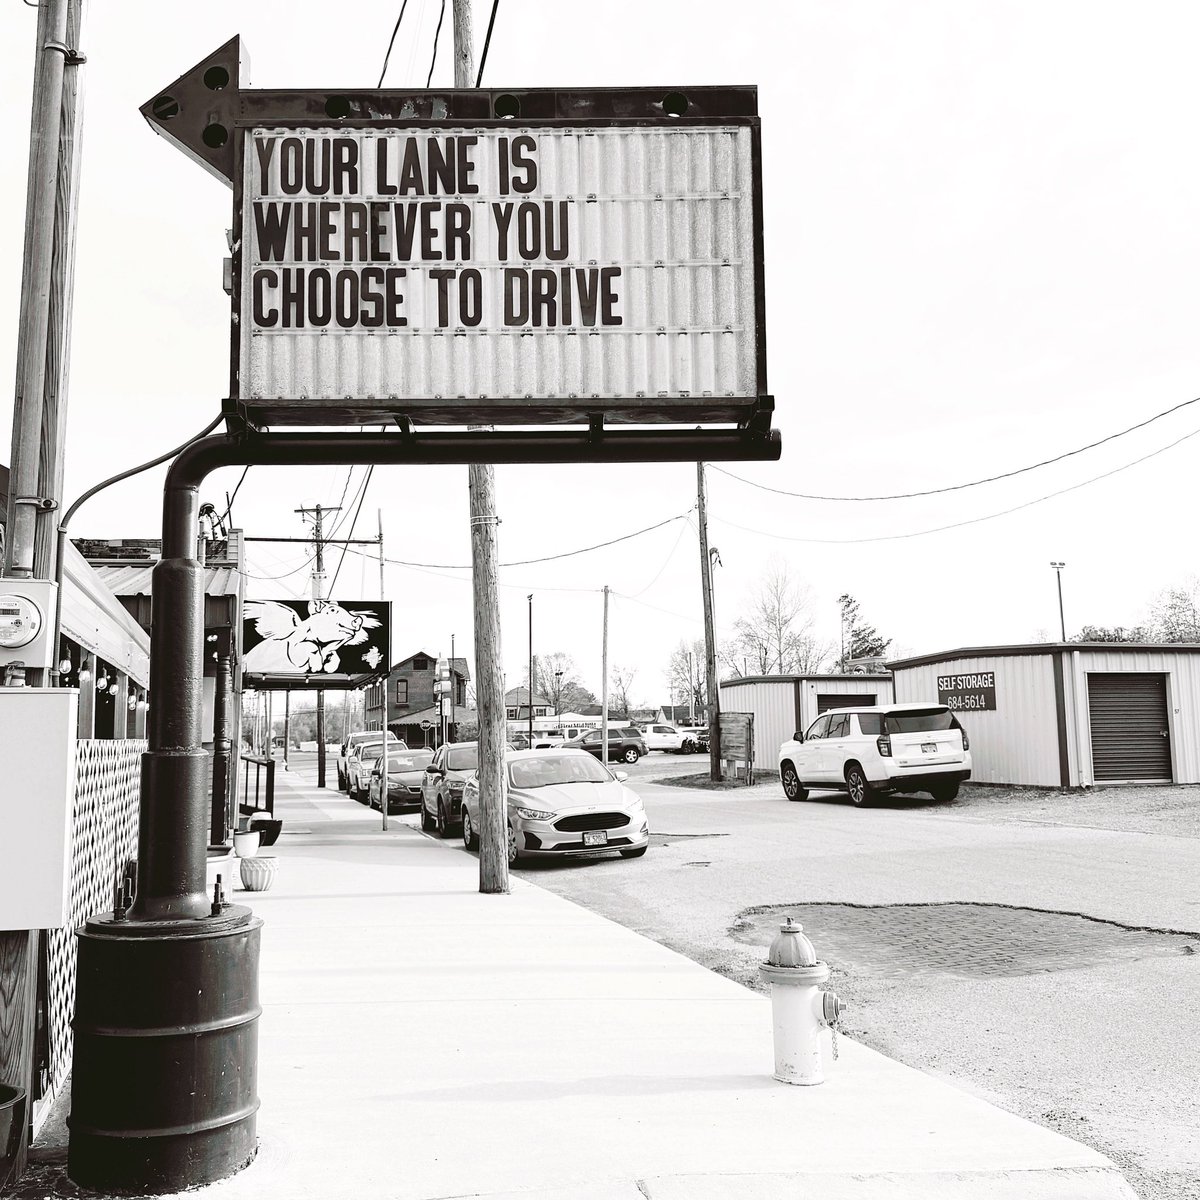 YOUR LANE IS
WHEREVER YOU
CHOOSE TO DRIVE
SELF STORAGE
684-5614